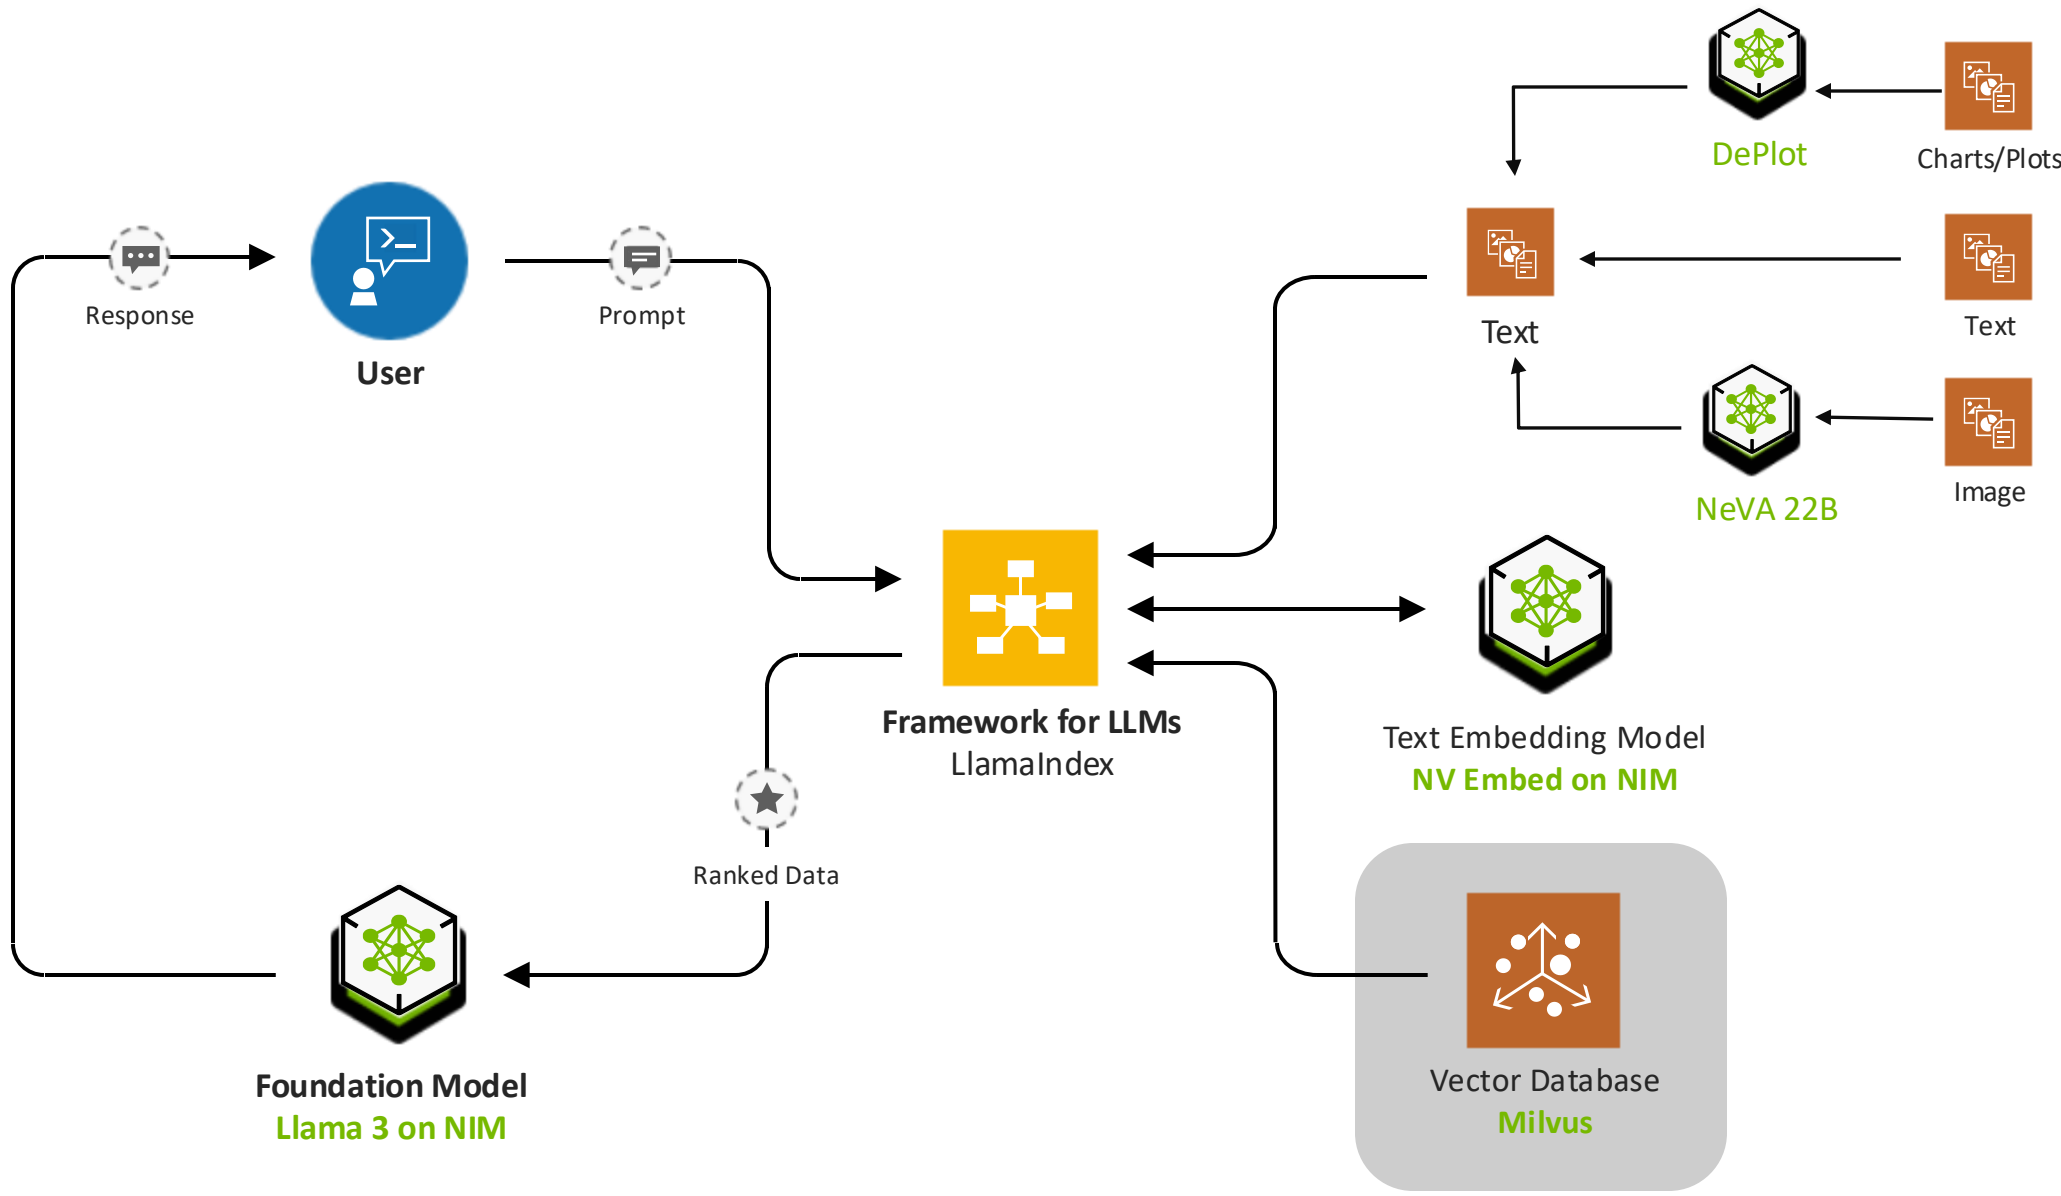 DePlot
Charts/Plots
Response
User
Prompt
Text
Text
NeVA 22B
Image
Framework for LLMs
LlamaIndex
Text Embedding Model
NV Embed on NIM
Ranked Data
Foundation Model
Llama 3 on NIM
Vector Database
Milvus